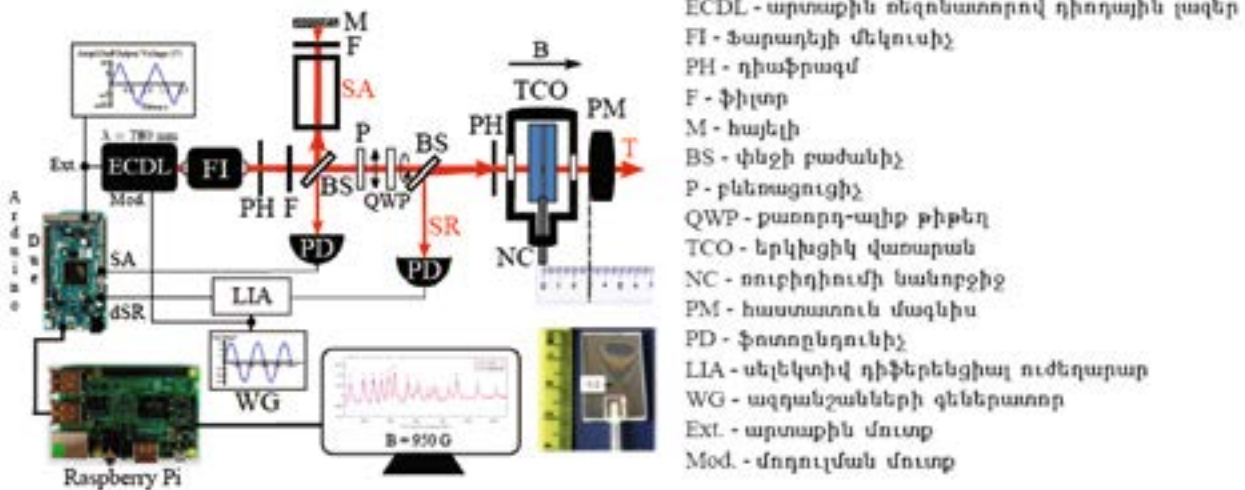 M
F
B
SA
TCO
PM
P
BS
PH
T
λ = 780 nm
Ext.
ECDL
FI
Mod.
PH
F
BS
QWP
SR
Arduino
Due
PD
PD
NC
SA
LIA
dSR
WG
B = 950 G
Raspberry Pi
ECDL - արտաքին ռեզոնատորով դիոդային լազեր
FI - Ֆարադեյի մեկուսիչ
PH - դիաֆրագմ
F - ֆիլտր
M - հայելի
BS - փնջի բաժանիչ
P - բևեռացուցիչ
QWP - քառորդ-ալիք թիթեղ
TCO - երկխցիկ վառարան
NC - ռուբիդիումի նանոբջիջ
PM - հաստատուն մագնիս
PD - ֆոտոընդունիչ
LIA - սելեկտիվ դիֆերենցիալ ուժեղարար
WG - ազդանշանների գեներատոր
Ext. - արտաքին մուտք
Mod. - մոդուլման մուտք